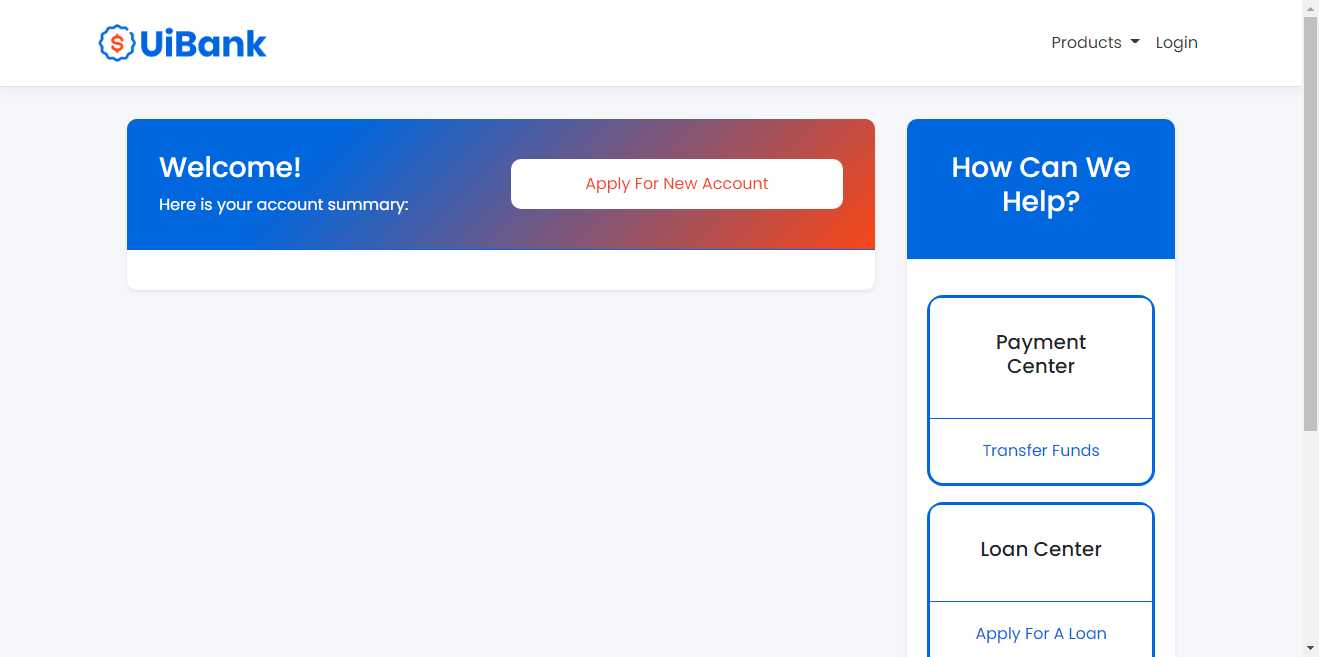 $ UiBank
Products
Login
Welcome!
Here is your account summary:
Apply For New Account
How Can We
Help?
Payment
Center
Transfer Funds
Loan Center
Apply For A Loan